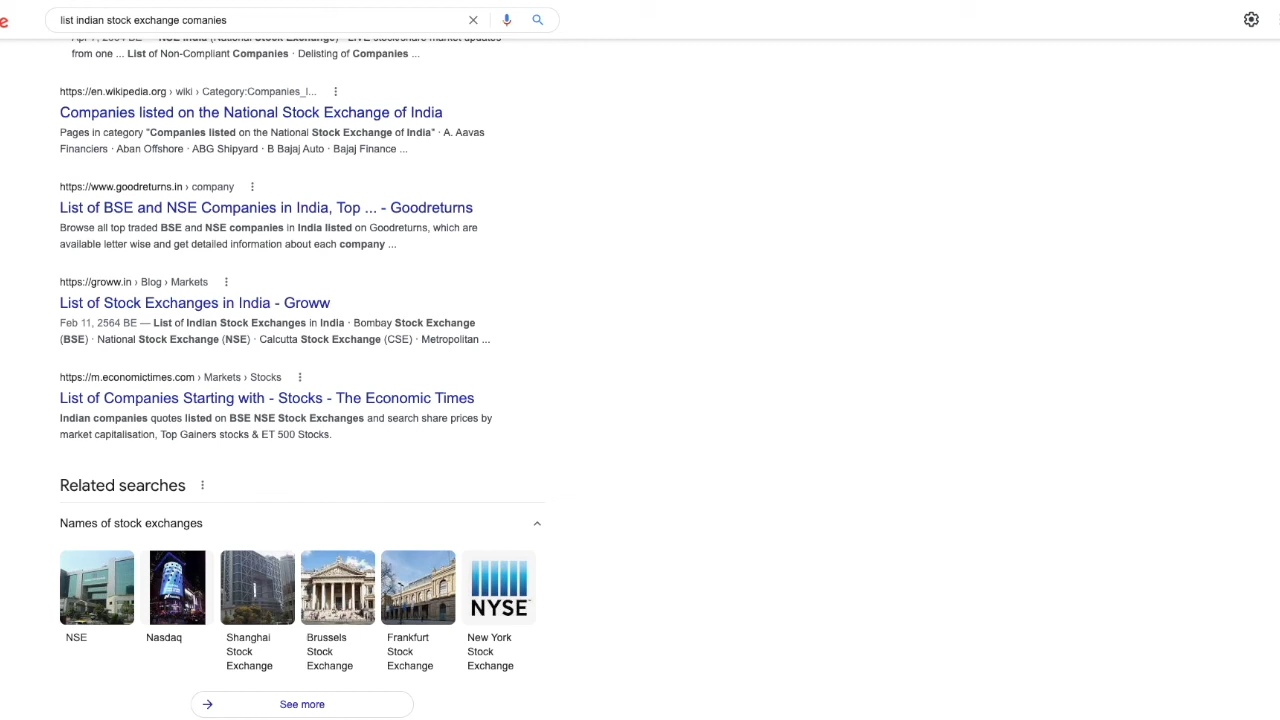 e
list indian stock exchange comanies
Apr 7, 2564 BE — NSE India (National Stock Exchange) - LIVE stock/share market updates
from one ... List of Non-Compliant Companies · Delisting of Companies ...
https://en.wikipedia.org › wiki › Category:Companies_l...
Companies listed on the National Stock Exchange of India
Pages in category "Companies listed on the National Stock Exchange of India" · A. Aavas
Financiers · Aban Offshore · ABG Shipyard · B Bajaj Auto · Bajaj Finance ...
https://www.goodreturns.in › company
List of BSE and NSE Companies in India, Top ... - Goodreturns
Browse all top traded BSE and NSE companies in India listed on Goodreturns, which are
available letter wise and get detailed information about each company ...
https://groww.in › Blog › Markets
List of Stock Exchanges in India - Groww
Feb 11, 2564 BE — List of Indian Stock Exchanges in India · Bombay Stock Exchange
(BSE) · National Stock Exchange (NSE) · Calcutta Stock Exchange (CSE) · Metropolitan ...
https://m.economictimes.com › Markets › Stocks
List of Companies Starting with - Stocks - The Economic Times
Indian companies quotes listed on BSE NSE Stock Exchanges and search share prices by
market capitalisation, Top Gainers stocks & ET 500 Stocks.
Related searches
Names of stock exchanges
NYSE
NSE
Nasdaq
Shanghai
Stock
Exchange
Brussels
Stock
Exchange
Frankfurt
Stock
Exchange
New York
Stock
Exchange
See more